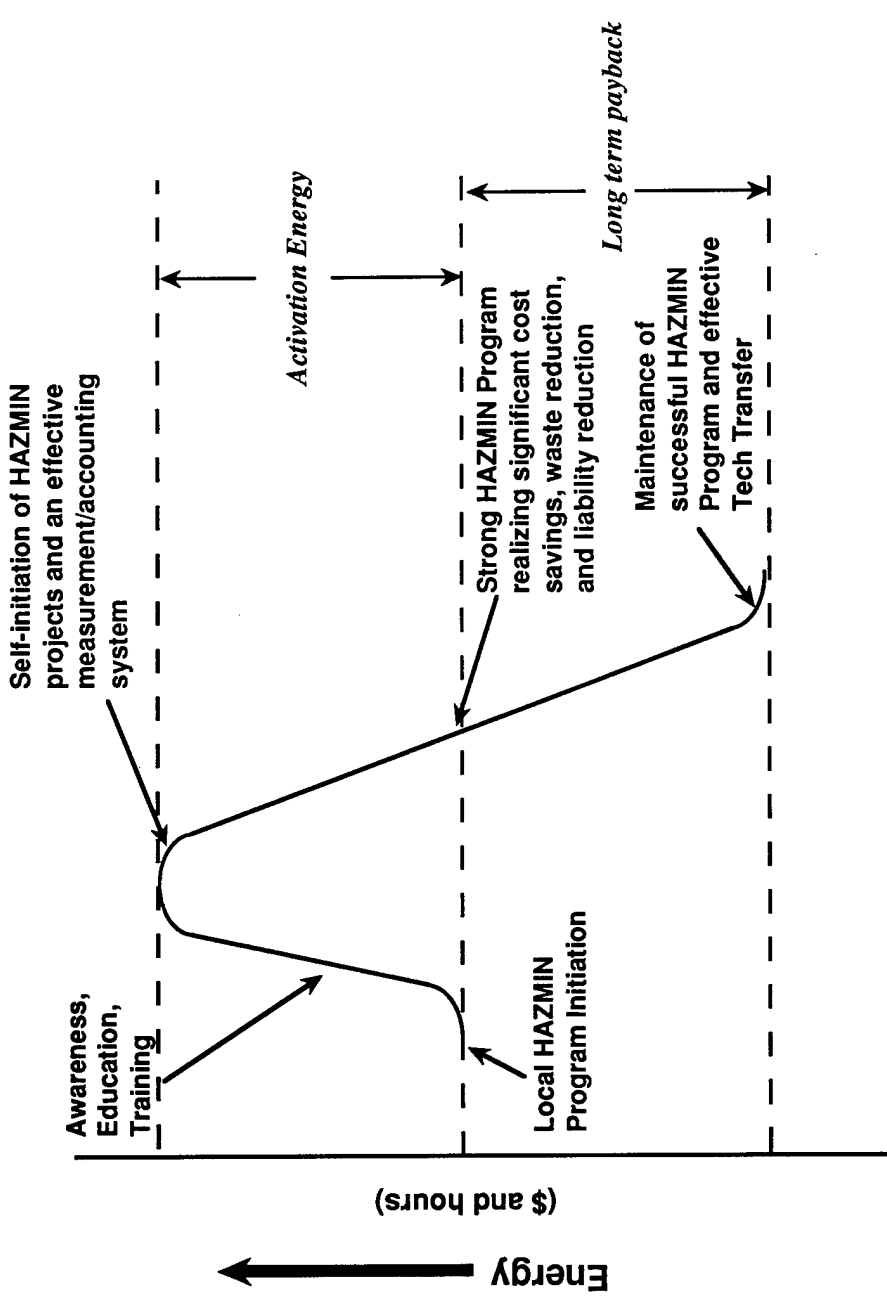 Self-initiation of HAZMIN
projects and an effective
measurement/accounting
system
Awareness,
Education,
Training
Activation Energy
Energy
($ and hours)
Local HAZMIN
Program Initiation
Strong HAZMIN Program
realizing significant cost
savings, waste reduction,
and liability reduction
Long term payback
Maintenance of
successful HAZMIN
Program and effective
Tech Transfer